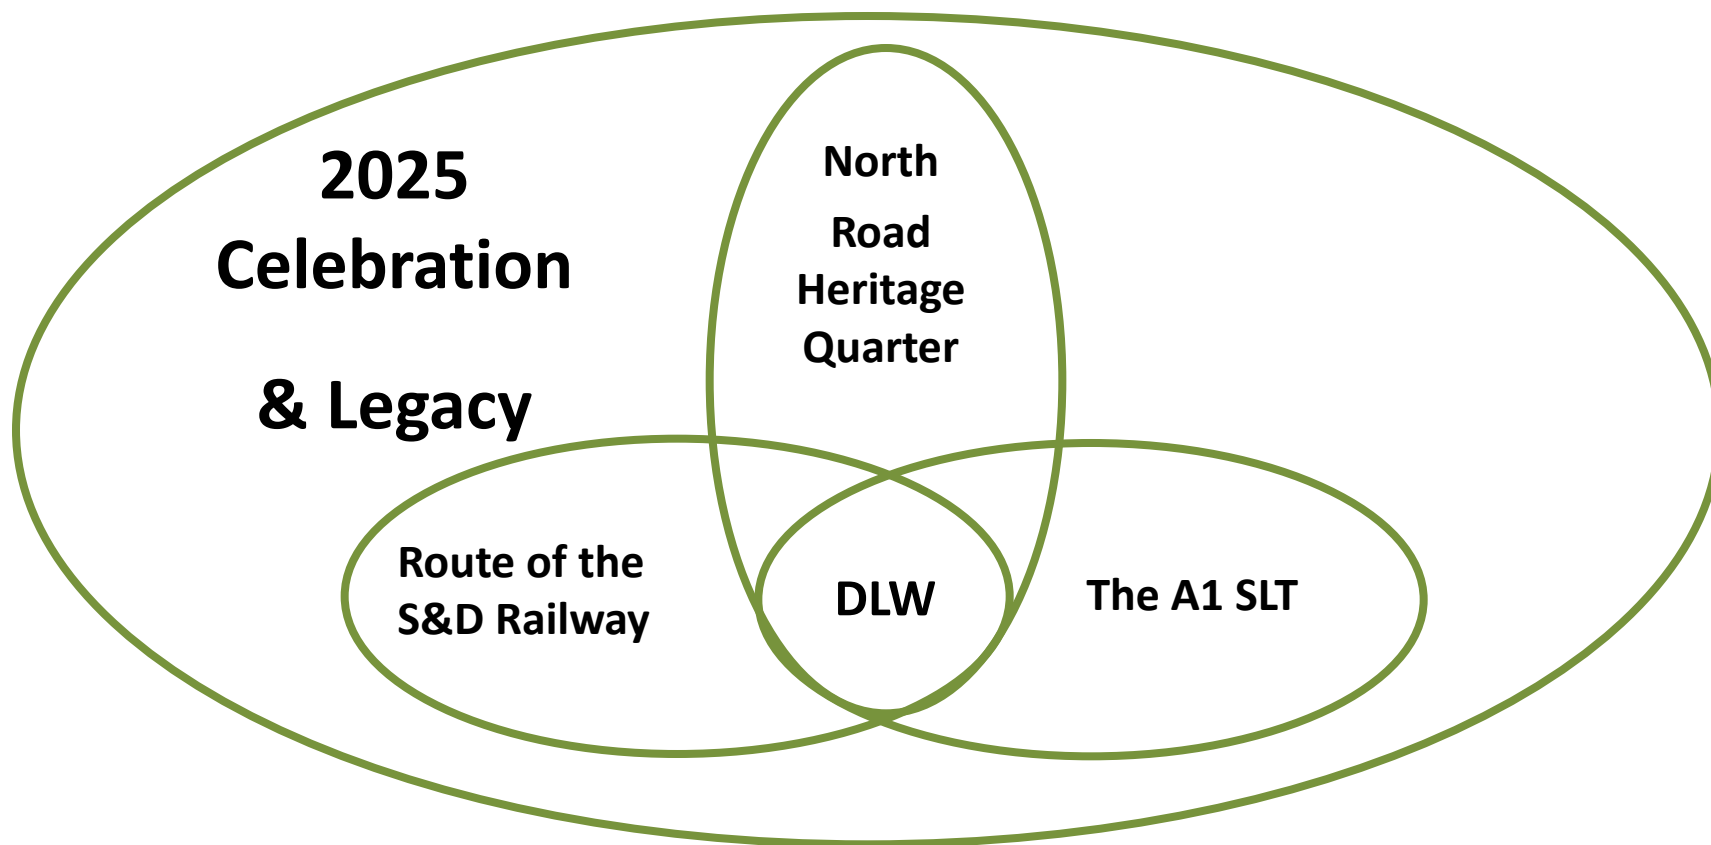 2025
Celebration
& Legacy
North
Road
Heritage
Quarter
Route of the
S&D Railway
DLW
The A1 SLT